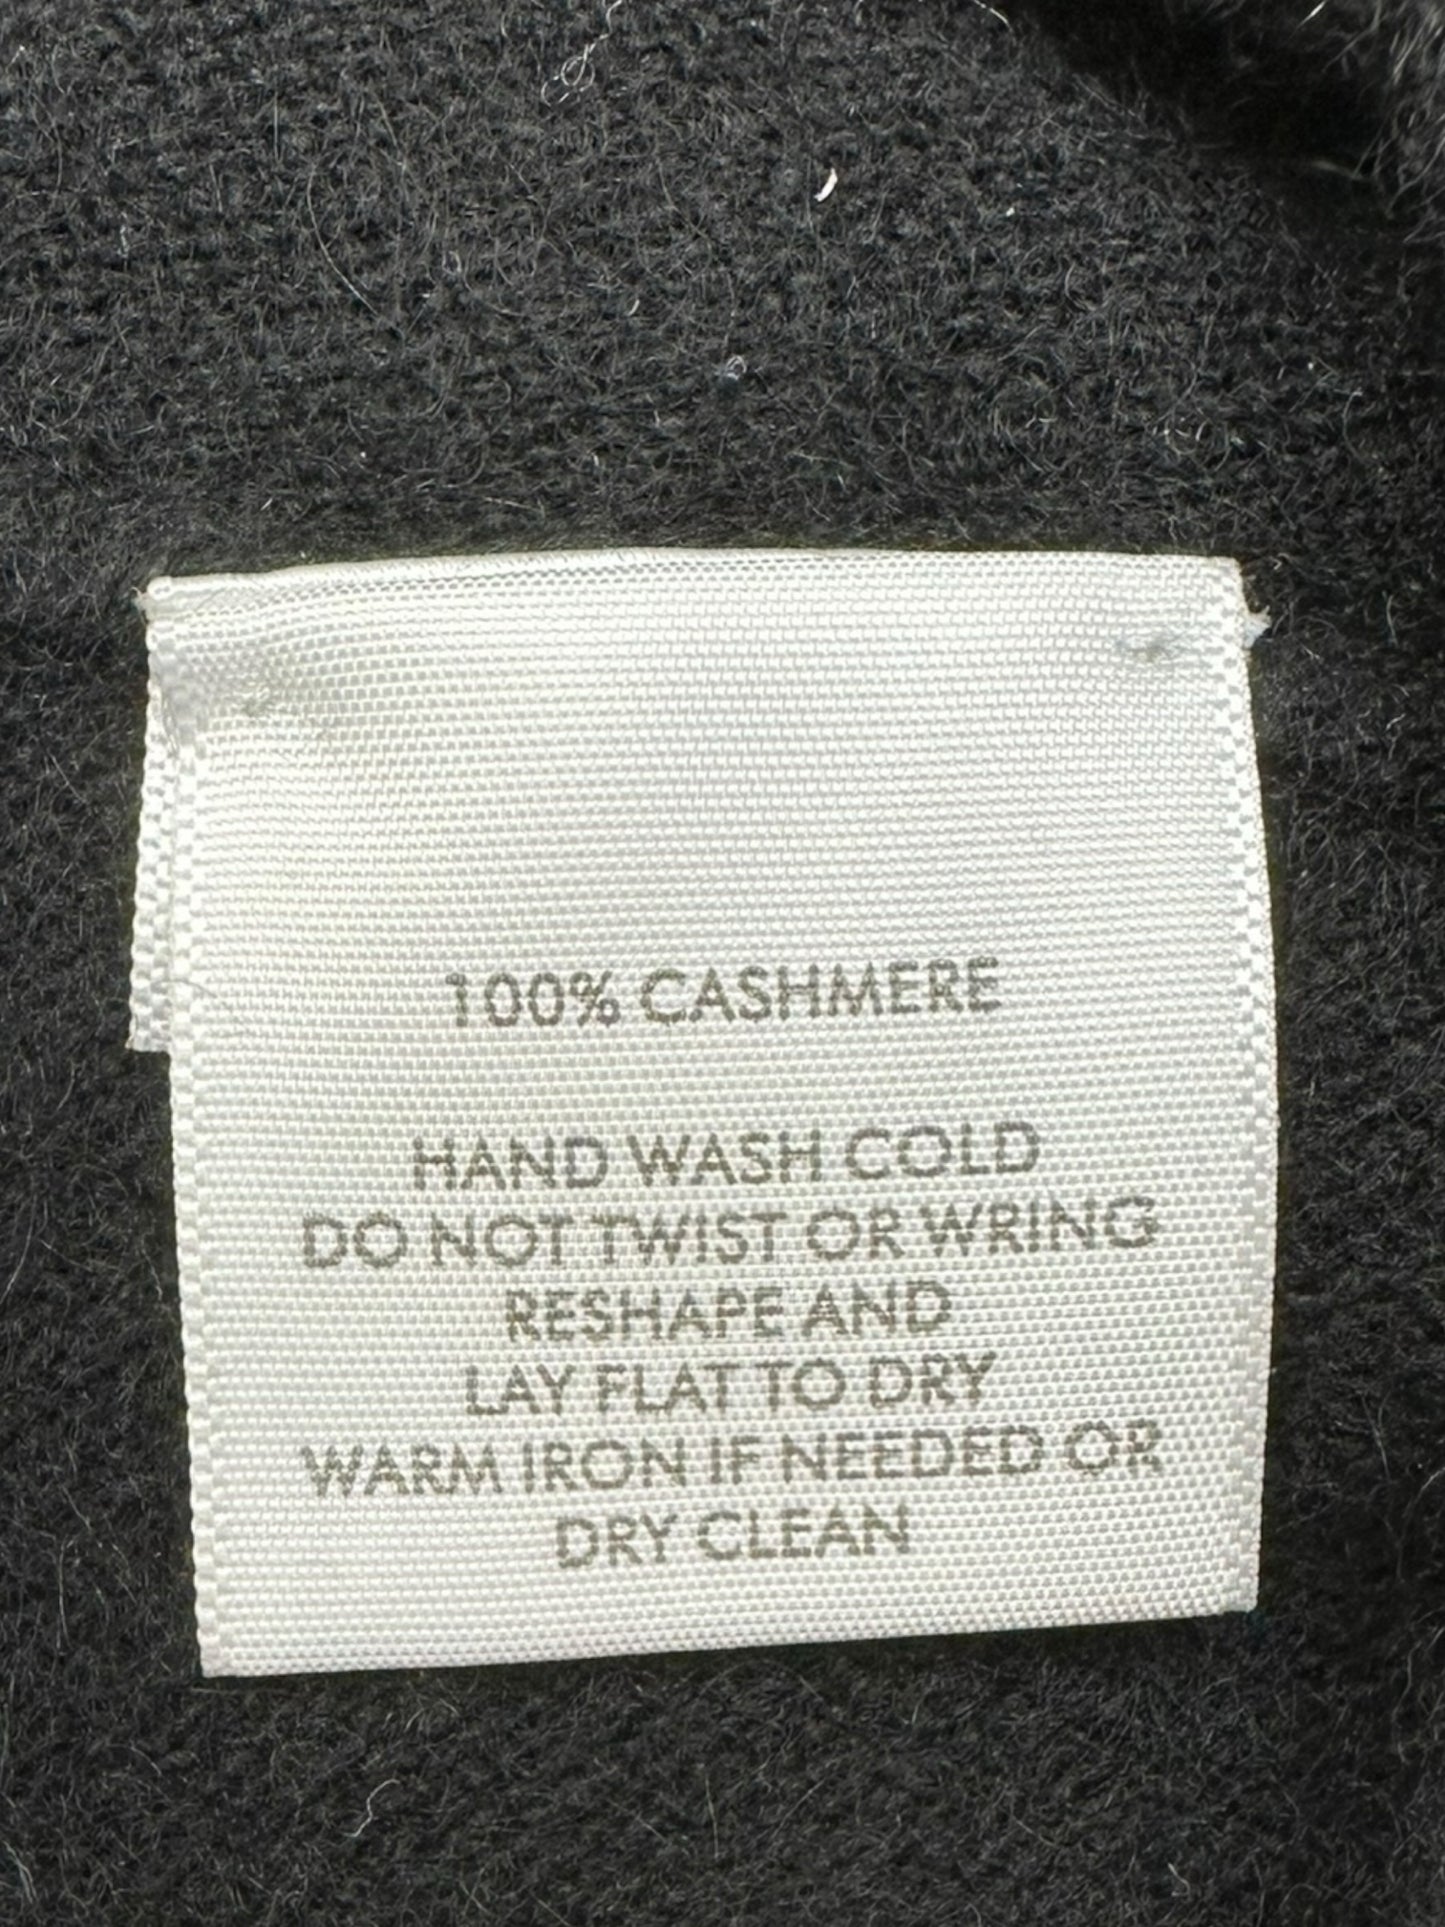 100% CASHMERE
HAND WASH COLD
DO NOT TWIST OR WRING
RESHAPE AND
LAY FLAT TO DRY
WARM IRON IF NEEDED OR
DRY CLEAN